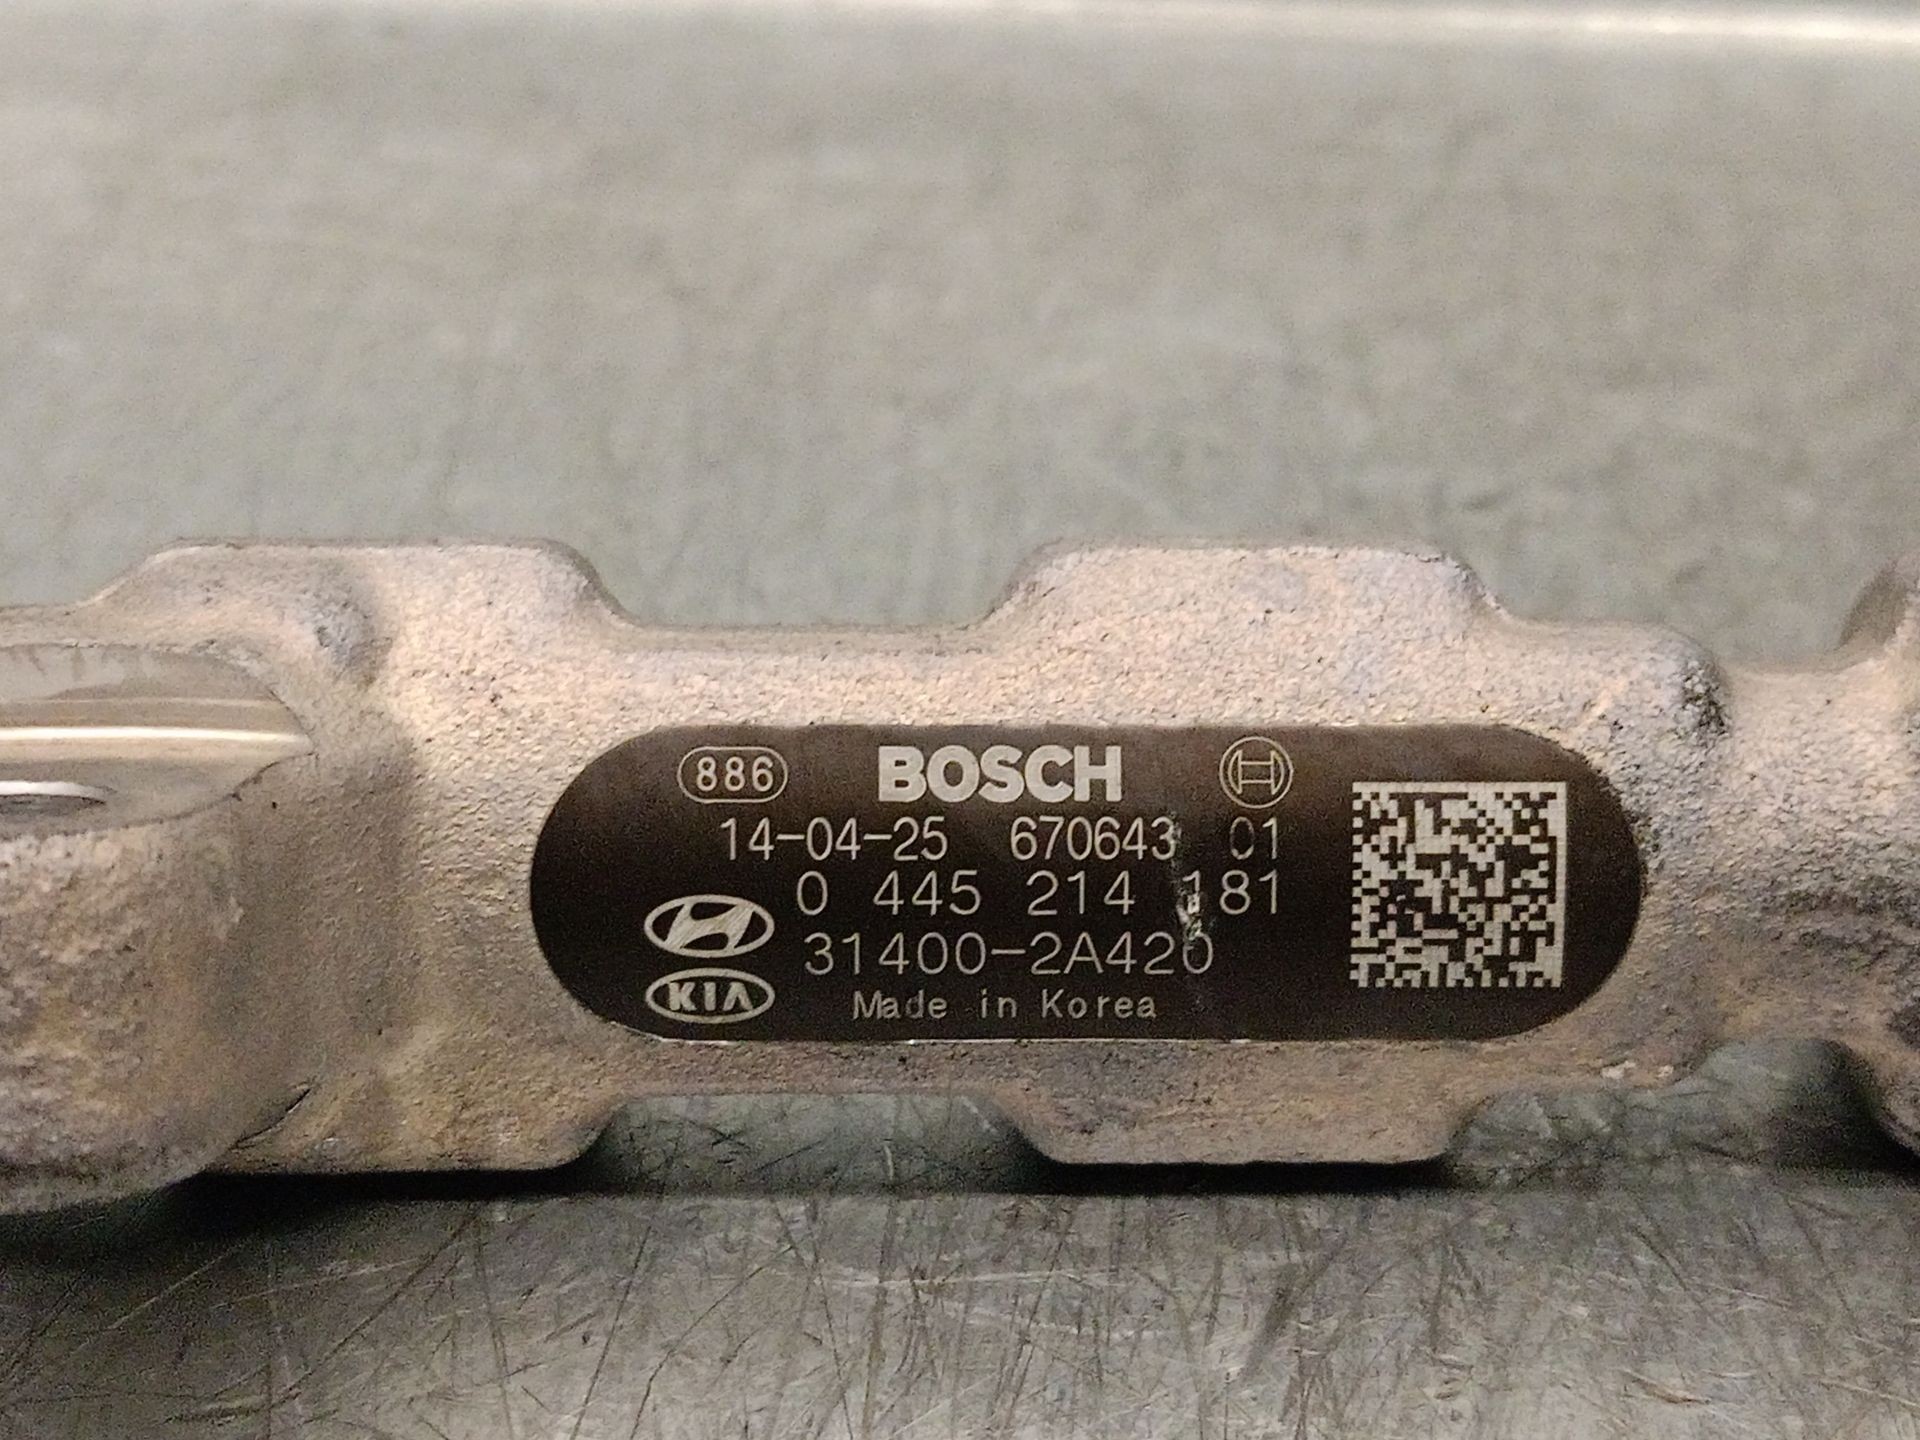 886 BOSCH
14-04-25 670643 01
0 445 214 181
31400-2A420
KIA
Made in Korea